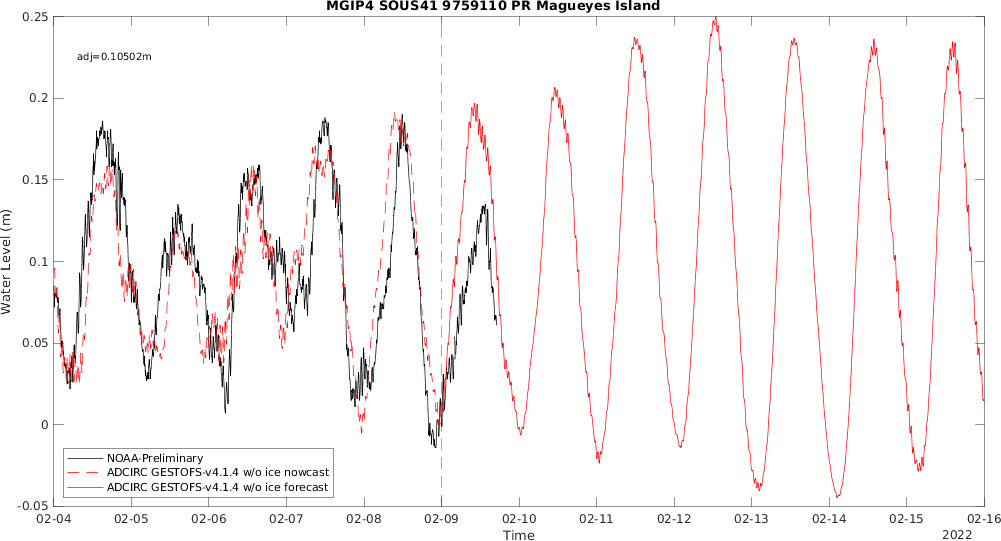 MGIP4 SOUS41 9759110 PR Magueyes Island
0.25
adj=0.10502m
0.2
0.15
0.1
0.05
0
-0.05
Water Level (m)
NOAA-Preliminary
ADCIRC GESTOFS-v4.1.4 w/o ice nowcast
ADCIRC GESTOFS-v4.1.4 w/o ice forecast
02-04 02-05 02-06 02-07 02-08 02-09 02-10 02-11 02-12 02-13 02-14 02-15 02-16
Time
2022